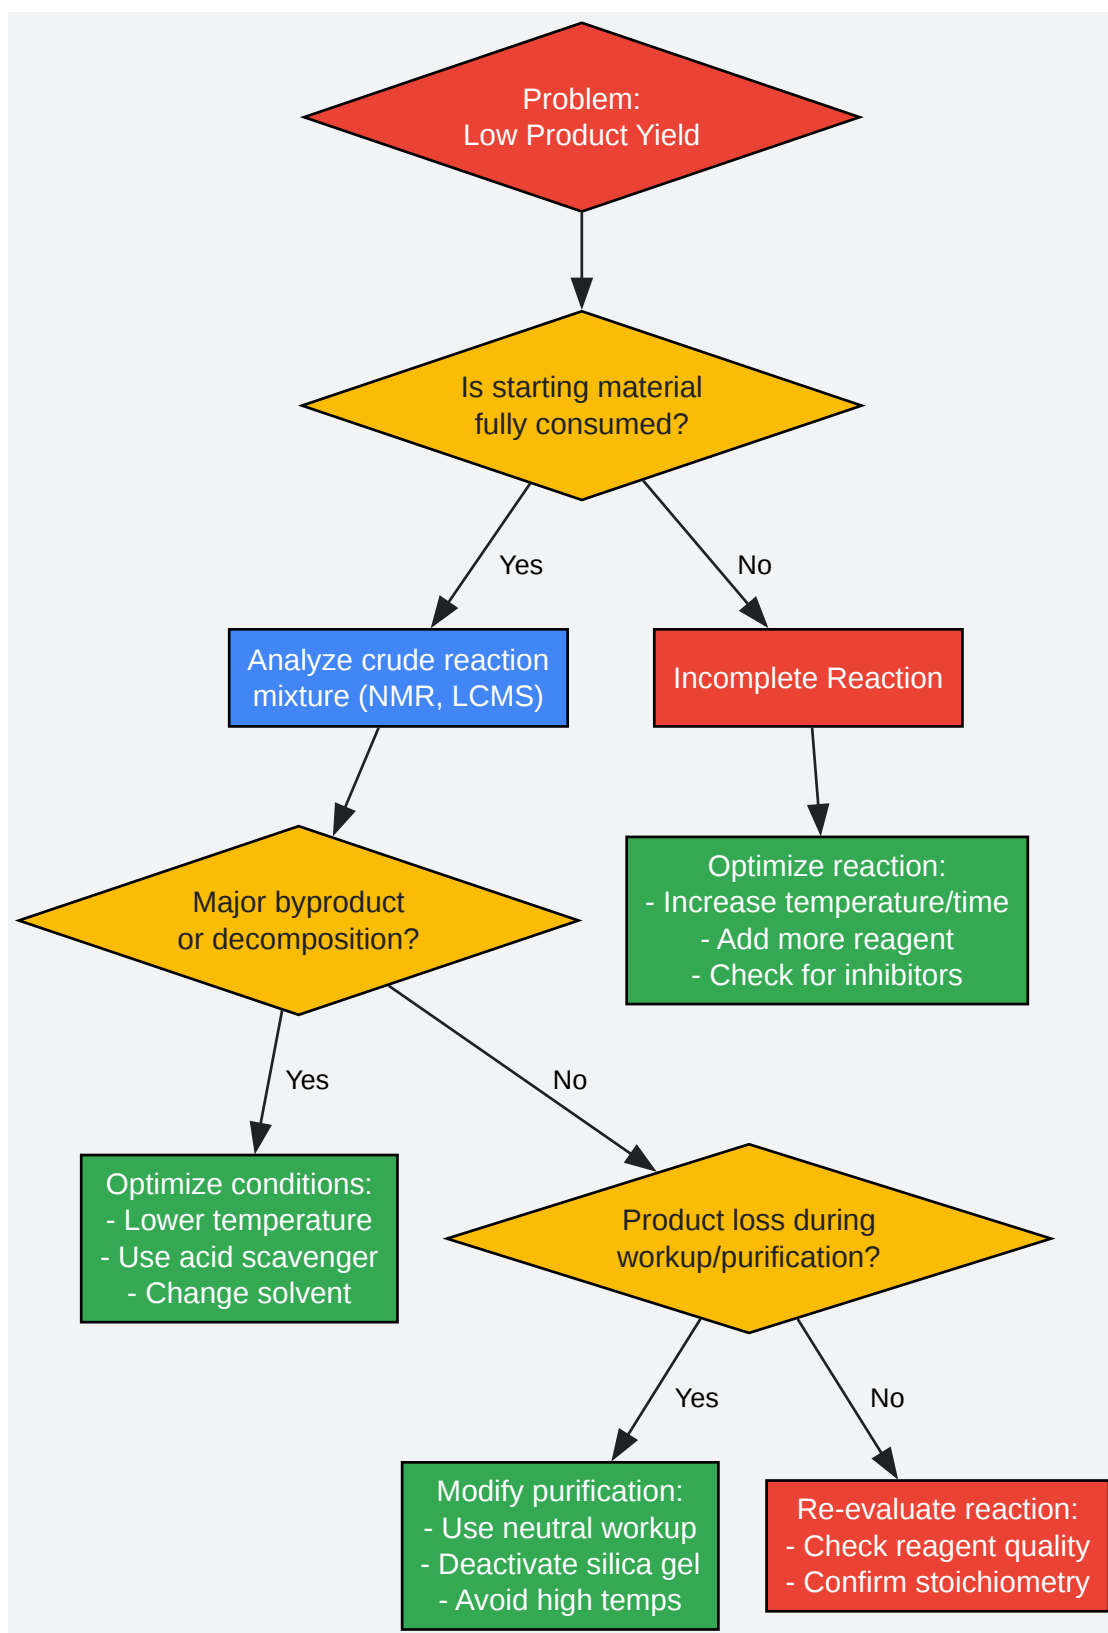 Problem:
Low Product Yield
Is starting material
fully consumed?
Yes
No
Analyze crude reaction
mixture (NMR, LCMS)
Incomplete Reaction
Major byproduct
or decomposition?
Optimize reaction:
- Increase temperature/time
- Add more reagent
- Check for inhibitors
Yes
No
Optimize conditions:
- Lower temperature
- Use acid scavenger
- Change solvent
Product loss during
workup/purification?
Yes
No
Modify purification:
- Use neutral workup
- Deactivate silica gel
- Avoid high temps
Re-evaluate reaction:
- Check reagent quality
- Confirm stoichiometry